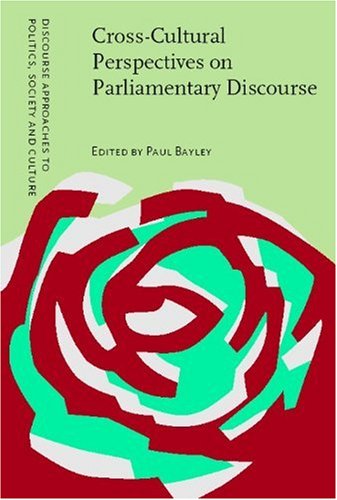 Cross-Cultural
Perspectives on
Parliamentary Discourse
Edited by Paul Bayley
Discourse Approaches to
Politics, Society and Culture